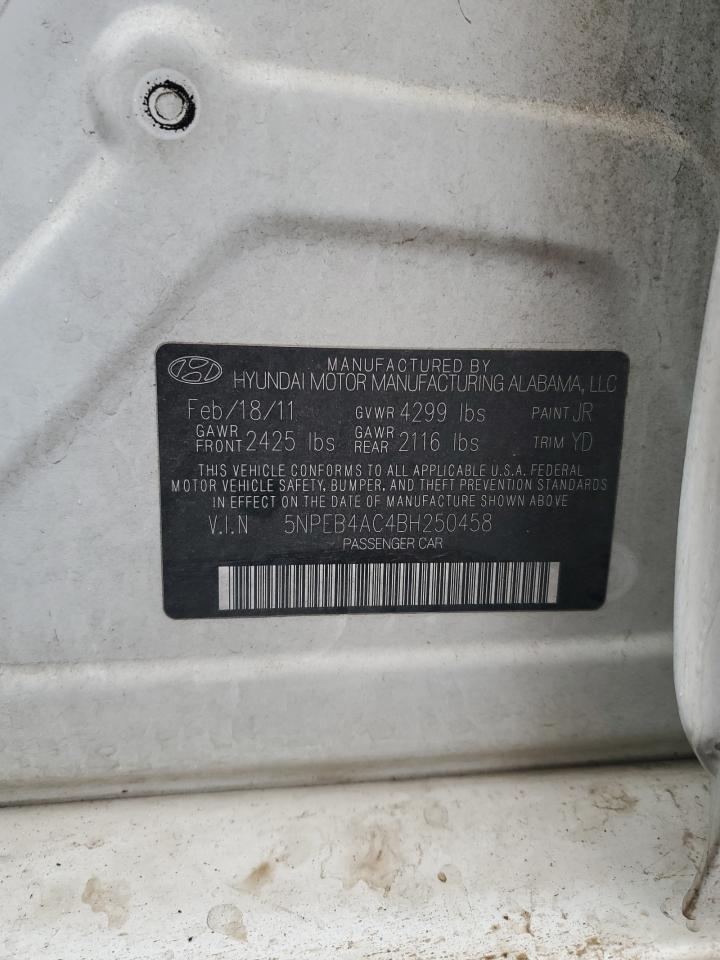 MANUFACTURED BY
HYUNDAI MOTOR MANUFACTURING ALABAMA, LLC
Feb/18/11 GVWR 4299 lbs PAINT JR
GAWR FRONT 2425 lbs GAWR REAR 2116 lbs TRIM YD
THIS VEHICLE CONFORMS TO ALL APPLICABLE U.S.A. FEDERAL
MOTOR VEHICLE SAFETY, BUMPER, AND THEFT PREVENTION STANDARDS
IN EFFECT ON THE DATE OF MANUFACTURE SHOWN ABOVE
V.I.N 5NPEB4AC4BH250458
PASSENGER CAR